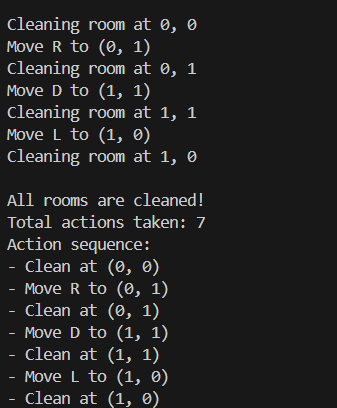 Cleaning room at 0, 0
Move R to (0, 1)
Cleaning room at 0, 1
Move D to (1, 1)
Cleaning room at 1, 1
Move L to (1, 0)
Cleaning room at 1, 0

All rooms are cleaned!
Total actions taken: 7
Action sequence:
- Clean at (0, 0)
- Move R to (0, 1)
- Clean at (0, 1)
- Move D to (1, 1)
- Clean at (1, 1)
- Move L to (1, 0)
- Clean at (1, 0)